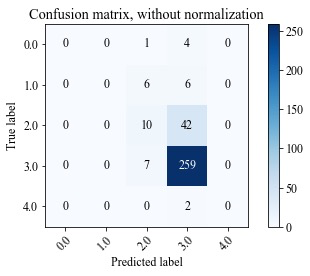 Confusion matrix, without normalization
0.0 0 0 1 4 0
1.0 0 0 6 6 0
2.0 0 0 10 42 0
3.0 0 0 7 259 0
4.0 0 0 0 2 0
0.0 1.0 2.0 3.0 4.0
True label
Predicted label
250
200
150
100
50
0